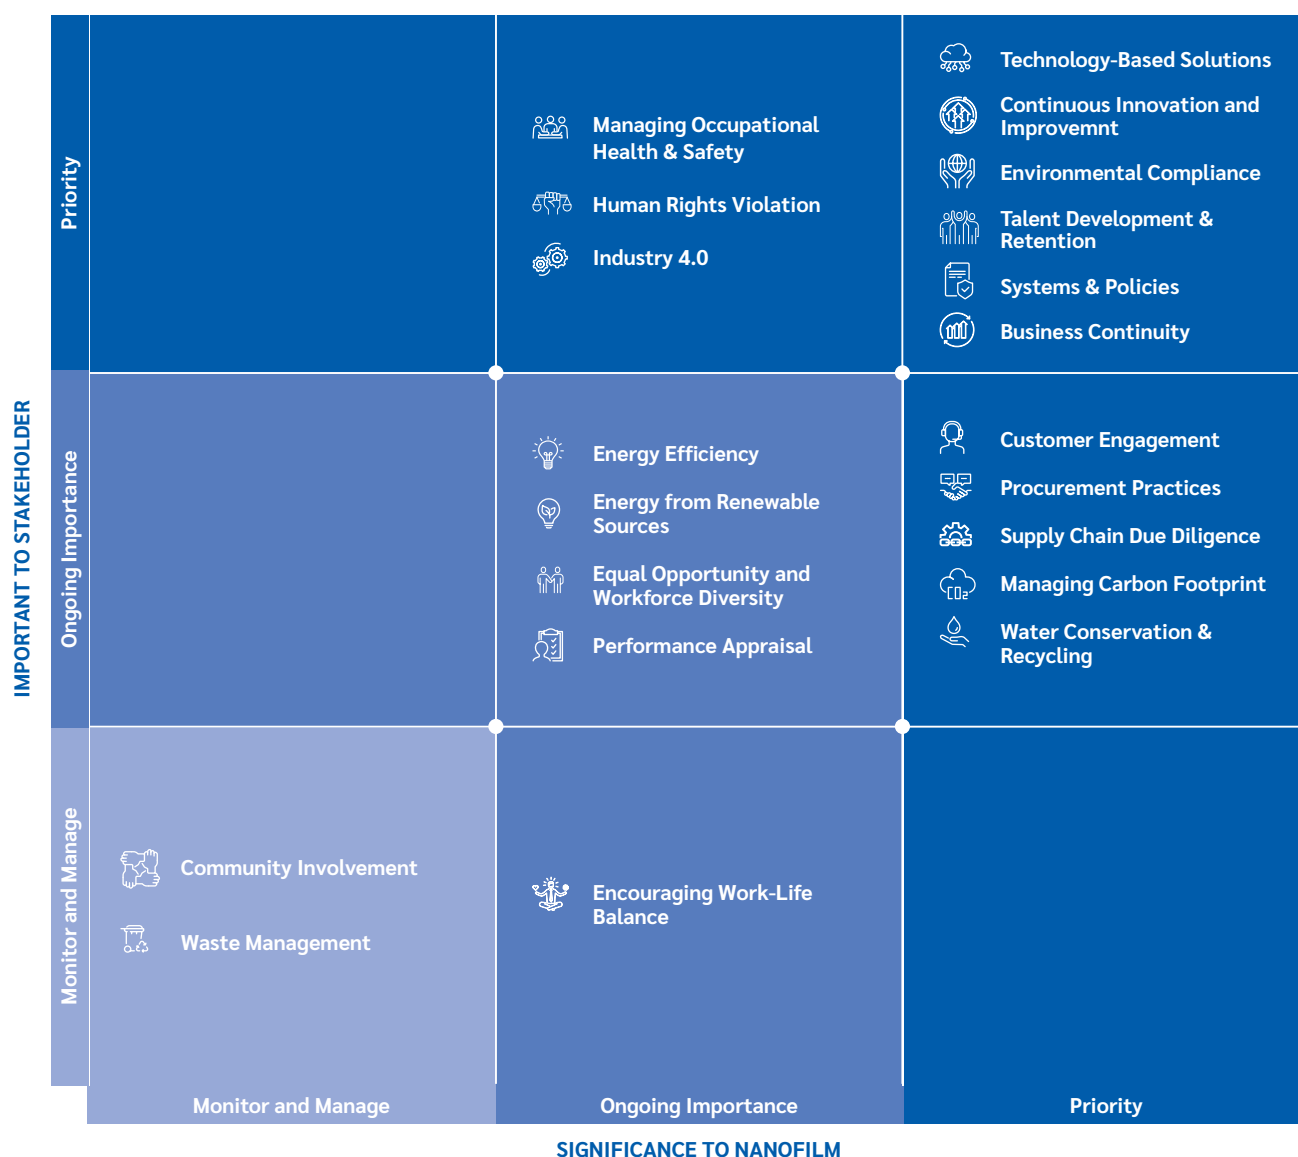 IMPORTANT TO STAKEHOLDER
Priority
Managing Occupational
Health & Safety
Human Rights Violation
Industry 4.0
Technology-Based Solutions
Continuous Innovation and
Improvemnt
Environmental Compliance
Talent Development &
Retention
Systems & Policies
Business Continuity
Ongoing Importance
Energy Efficiency
Energy from Renewable
Sources
Equal Opportunity and
Workforce Diversity
Performance Appraisal
Customer Engagement
Procurement Practices
Supply Chain Due Diligence
CO₂
Managing Carbon Footprint
Water Conservation &
Recycling
Monitor and Manage
Community Involvement
Waste Management
Encouraging Work-Life
Balance
Monitor and Manage
Ongoing Importance
Priority
SIGNIFICANCE TO NANOFILM